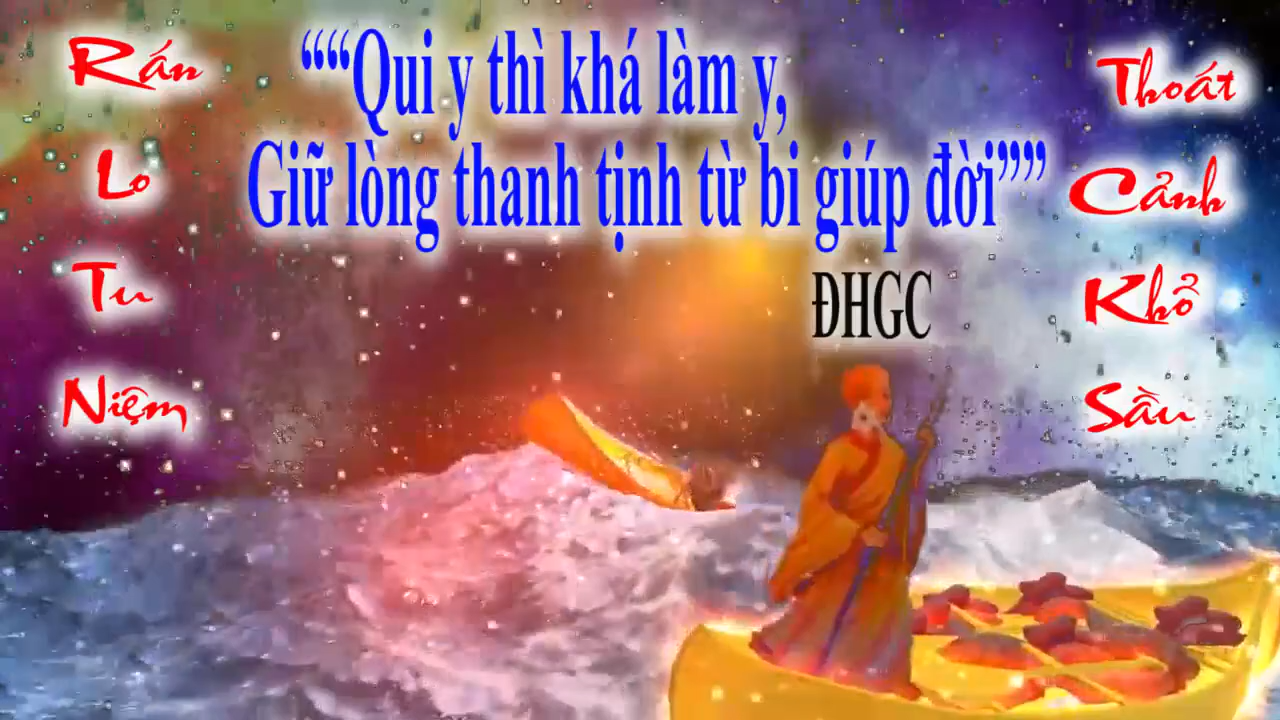 ““Qui y thì khá làm y,
Giữ lòng thanh tịnh từ bi giúp đời””
ĐHGC
Rán
Lo
Tu
Niệm
Thoát
Cảnh
Khổ
Sầu